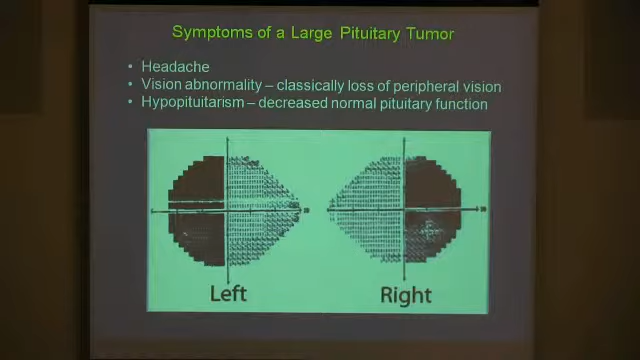 Symptoms of a Large Pituitary Tumor
• Headache
• Vision abnormality – classically loss of peripheral vision
• Hypopituitarism – decreased normal pituitary function
Left
Right